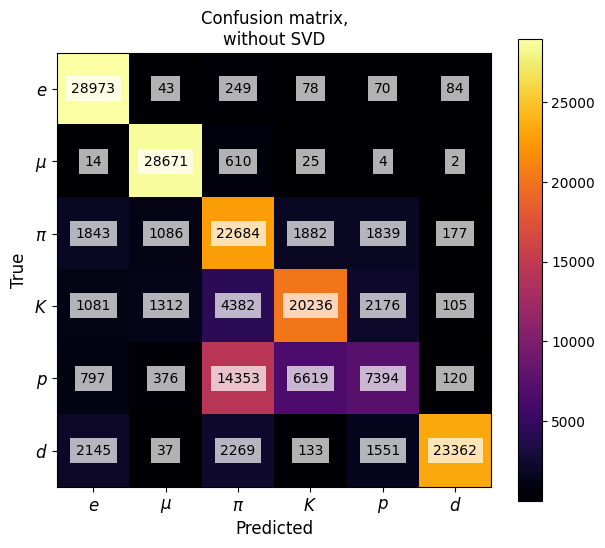 Confusion matrix,
without SVD
e 28973 43 249 78 70 84
μ 14 28671 610 25 4 2
π 1843 1086 22684 1882 1839 177
K 1081 1312 4382 20236 2176 105
p 797 376 14353 6619 7394 120
d 2145 37 2269 133 1551 23362
e μ π K p d
Predicted
True
25000
20000
15000
10000
5000